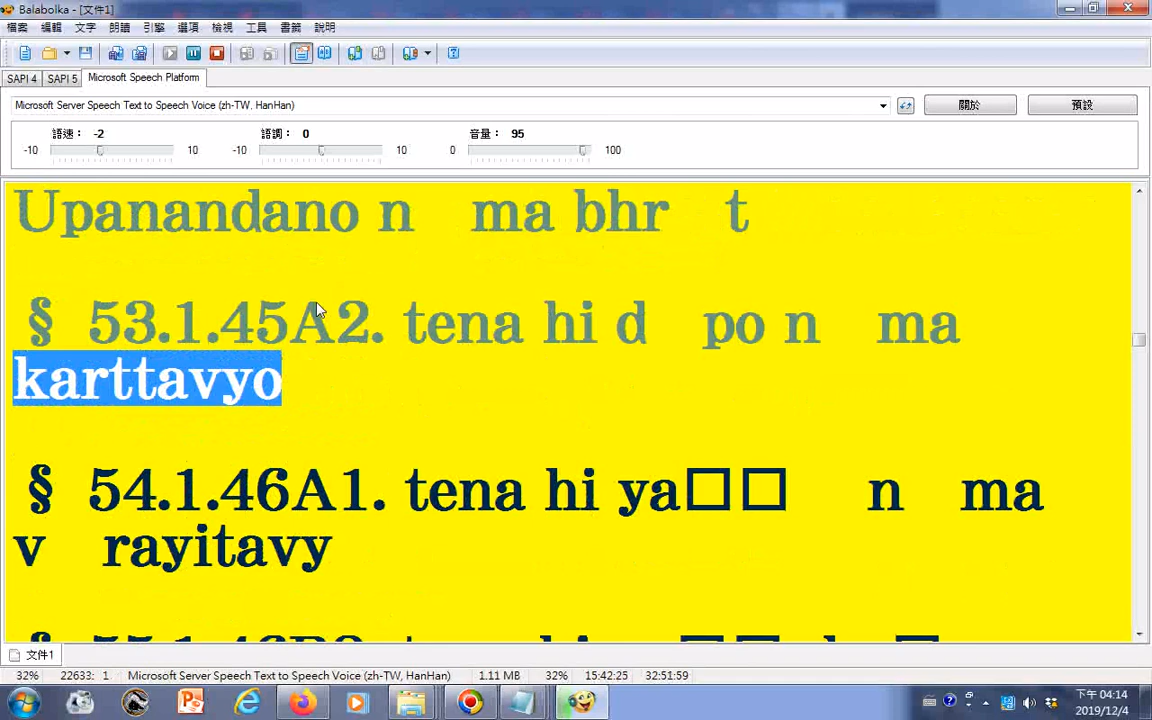 Balabolka - [文件1]
檔案 編輯 文字 朗讀 引擎 選項 檢視 工具 書籤 說明
SAPI 4 SAPI 5 Microsoft Speech Platform
Microsoft Server Speech Text to Speech Voice (zh-TW, HanHan) 關於 預設
語速： -2 語調： 0 音量： 95
-10 10 -10 10 0 100
Upanandano n ma bhr t
§ 53.1.45A2. tena hi d po n ma
karttavyo
§ 54.1.46A1. tena hi ya□□ n ma
v rayitavy
文件1
32% 22633: 1 Microsoft Server Speech Text to Speech Voice (zh-TW, HanHan) 1.11 MB 32% 15:42:25 32:51:59
下午 04:14
2019/12/4